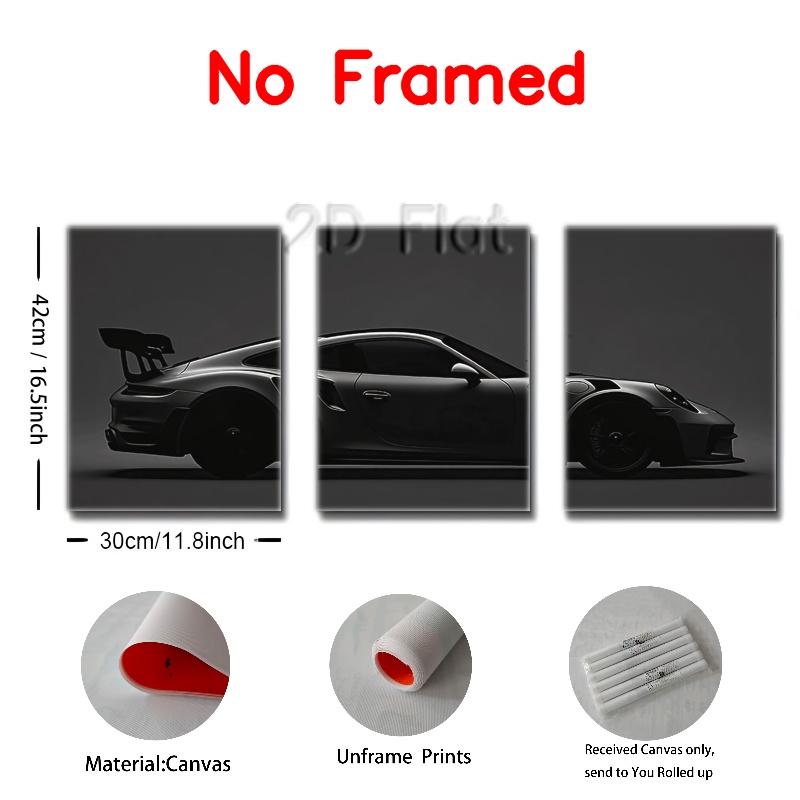 No Framed
2D Flat
42cm / 16.5inch
30cm/11.8inch
Material:Canvas
Unframe Prints
Received Canvas only,
send to You Rolled up